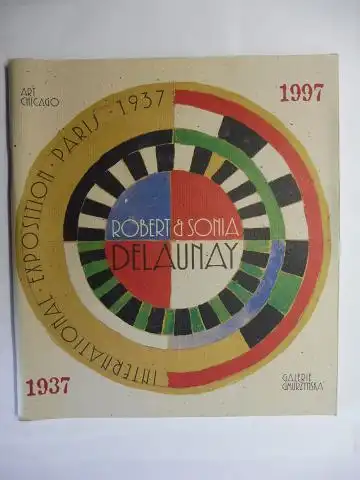 ART
CHICAGO
1997
INTERNATIONAL · EXPOSITION · PARIS · 1937
ROBERT & SONIA
DELAUNAY
1937
GALERIE
GMURZYNSKA